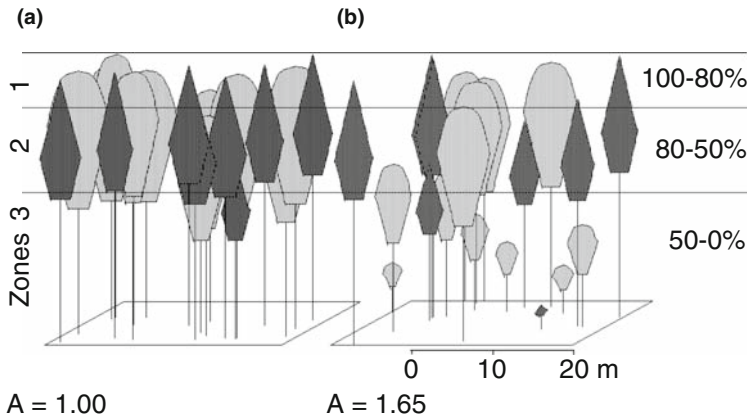 (a) (b)
1 100-80%
2 80-50%
Zones 3 50-0%
0 10 20 m
A = 1.00 A = 1.65